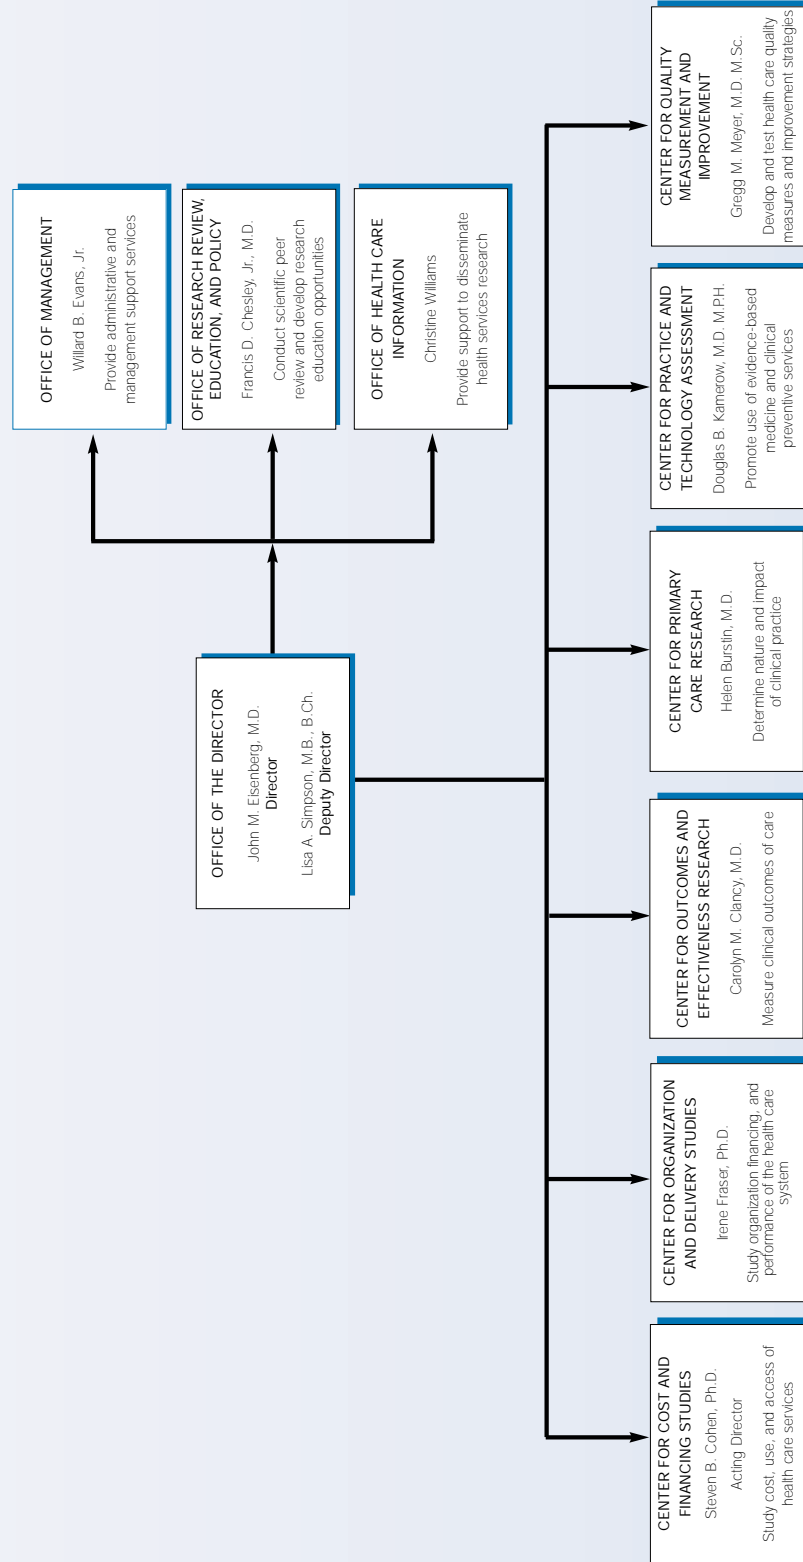 OFFICE OF THE DIRECTOR
John M. Eisenberg, M.D.
Director
Lisa A. Simpson, M.B., B.Ch.
Deputy Director
OFFICE OF MANAGEMENT
Willard B. Evans, Jr.
Provide administrative and
management support services
OFFICE OF RESEARCH REVIEW,
EDUCATION, AND POLICY
Francis D. Chesley, Jr., M.D.
Conduct scientific peer
review and develop research
education opportunities
OFFICE OF HEALTH CARE
INFORMATION
Christine Williams
Provide support to disseminate
health services research
CENTER FOR COST AND
FINANCING STUDIES
Steven B. Cohen, Ph.D.
Acting Director
Study cost, use, and access of
health care services
CENTER FOR ORGANIZATION
AND DELIVERY STUDIES
Irene Fraser, Ph.D.
Study organization financing, and
performance of the health care
system
CENTER FOR OUTCOMES AND
EFFECTIVENESS RESEARCH
Carolyn M. Clancy, M.D.
Measure clinical outcomes of care
CENTER FOR PRIMARY
CARE RESEARCH
Helen Burstin, M.D.
Determine nature and impact
of clinical practice
CENTER FOR PRACTICE AND
TECHNOLOGY ASSESSMENT
Douglas B. Kamerow, M.D. M.P.H.
Promote use of evidence-based
medicine and clinical
preventive services
CENTER FOR QUALITY
MEASUREMENT AND
IMPROVEMENT
Gregg M. Meyer, M.D. M.Sc.
Develop and test health care quality
measures and improvement strategies